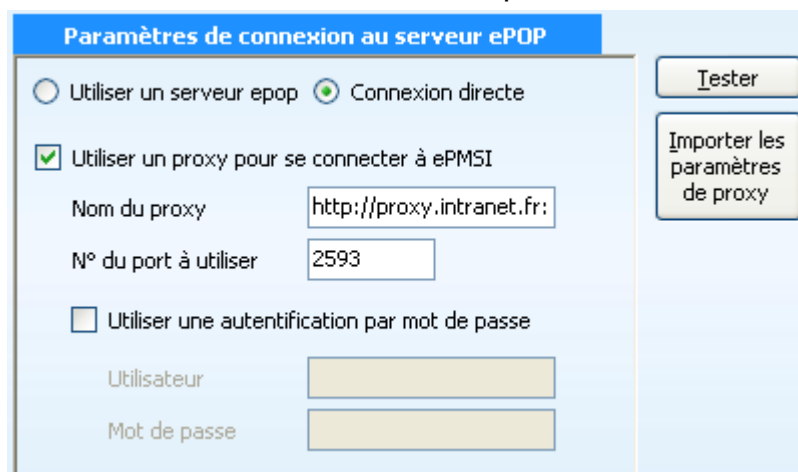 Paramètres de connexion au serveur ePOP
Utiliser un serveur epop Connexion directe
Tester
Utiliser un proxy pour se connecter à ePMSI
Importer les
paramètres
de proxy
Nom du proxy http://proxy.intranet.fr:
N° du port à utiliser 2593
Utiliser une autentification par mot de passe
Utilisateur
Mot de passe